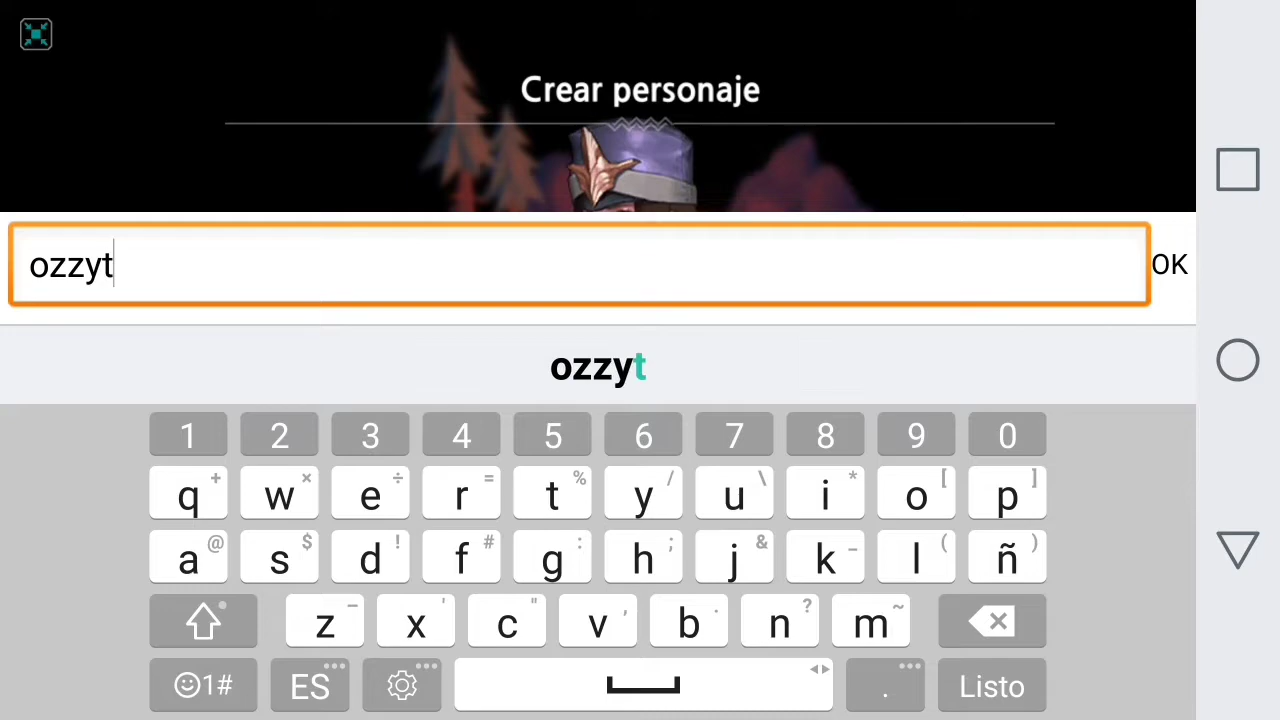 Crear personaje
ozzyt
OK
ozzyt
1 2 3 4 5 6 7 8 9 0
q + w × e ÷ r = t % y / u \ i * o [ p ]
a @ s $ d ! f # g : h ; j & k _ l ( ñ )
z - x ' c " v , b . n ? m ~
1# ES . Listo